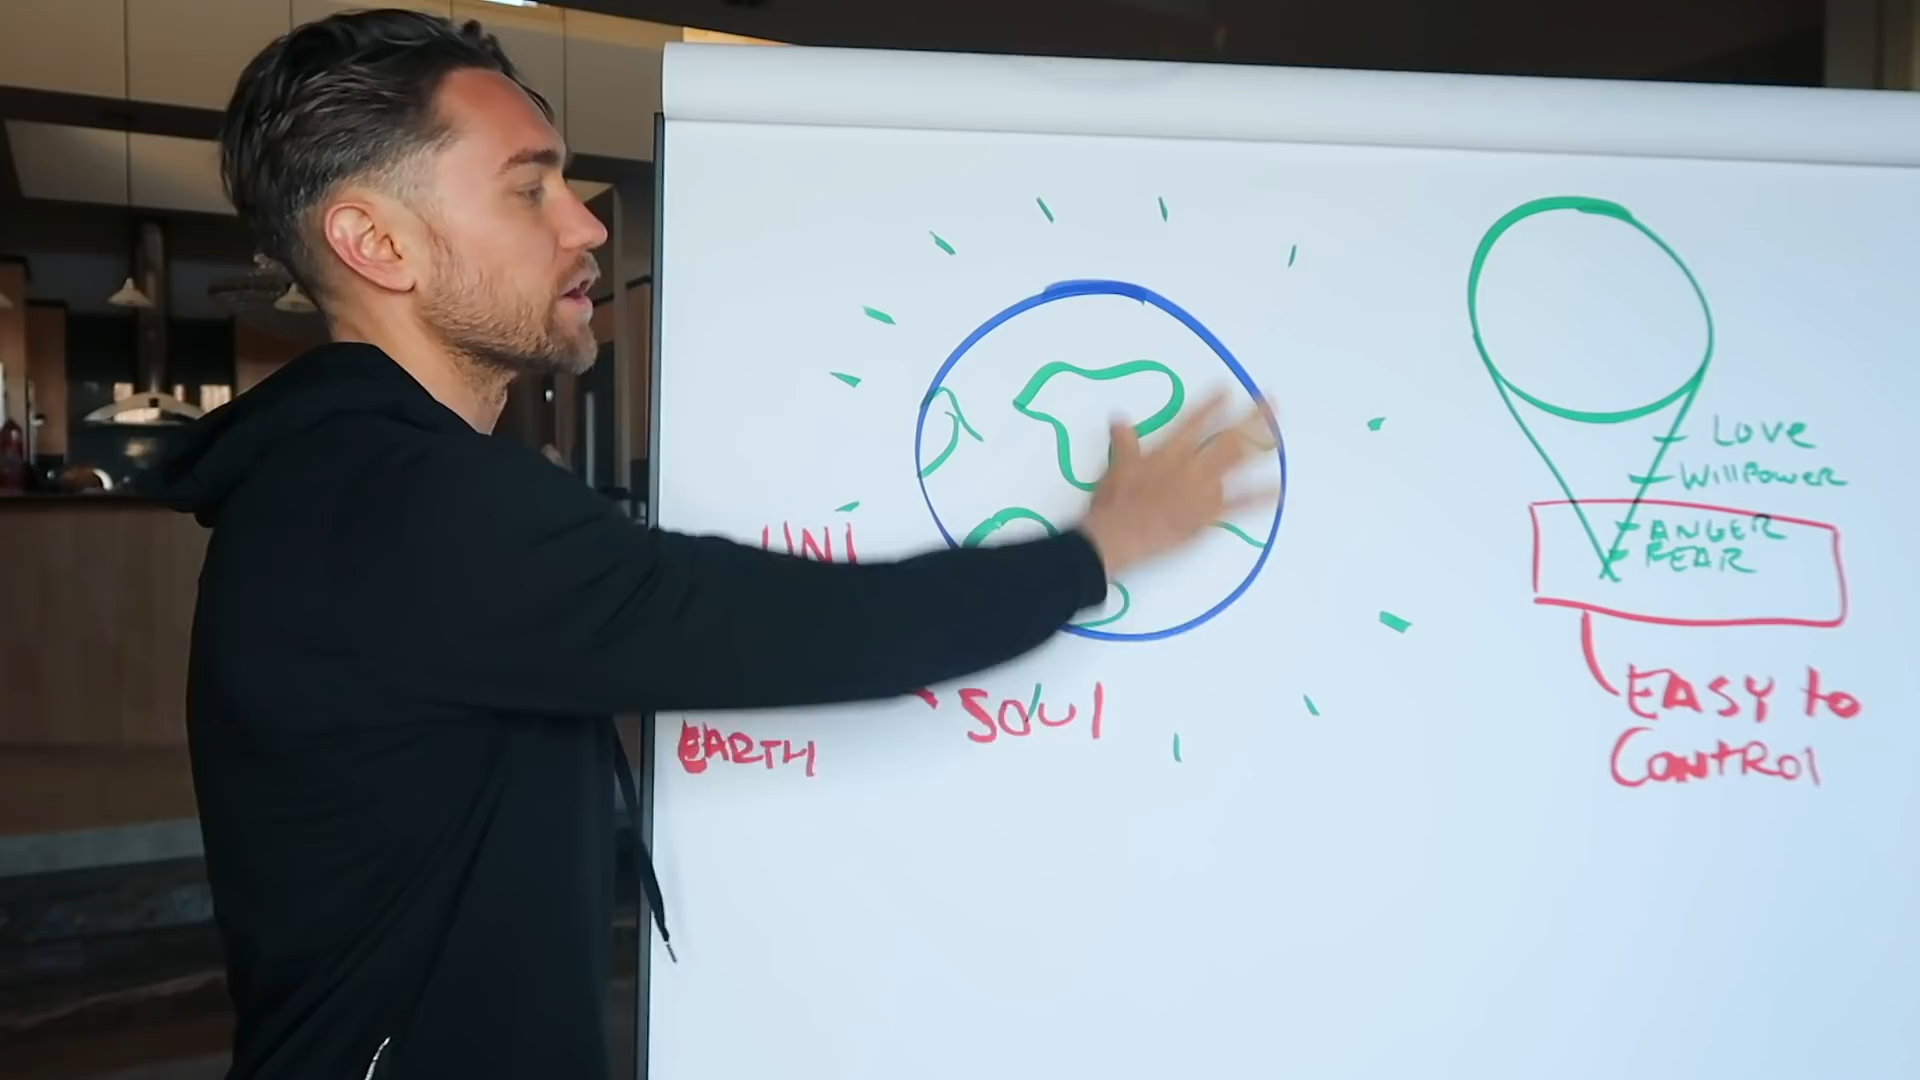 UNI
SOUL
EARTH
LOVE
WILLPOWER
ANGER
FEAR
EASY to
CONTROl